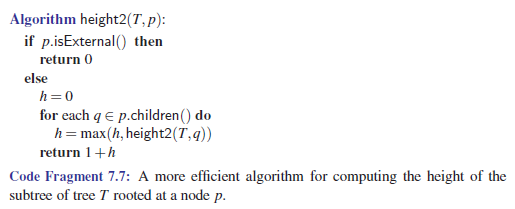 Algorithm height2(T,p):
if p.isExternal() then
return 0
else
h=0
for each q ∈ p.children() do
h=max(h,height2(T,q))
return 1+h
Code Fragment 7.7: A more efficient algorithm for computing the height of the
subtree of tree T rooted at a node p.